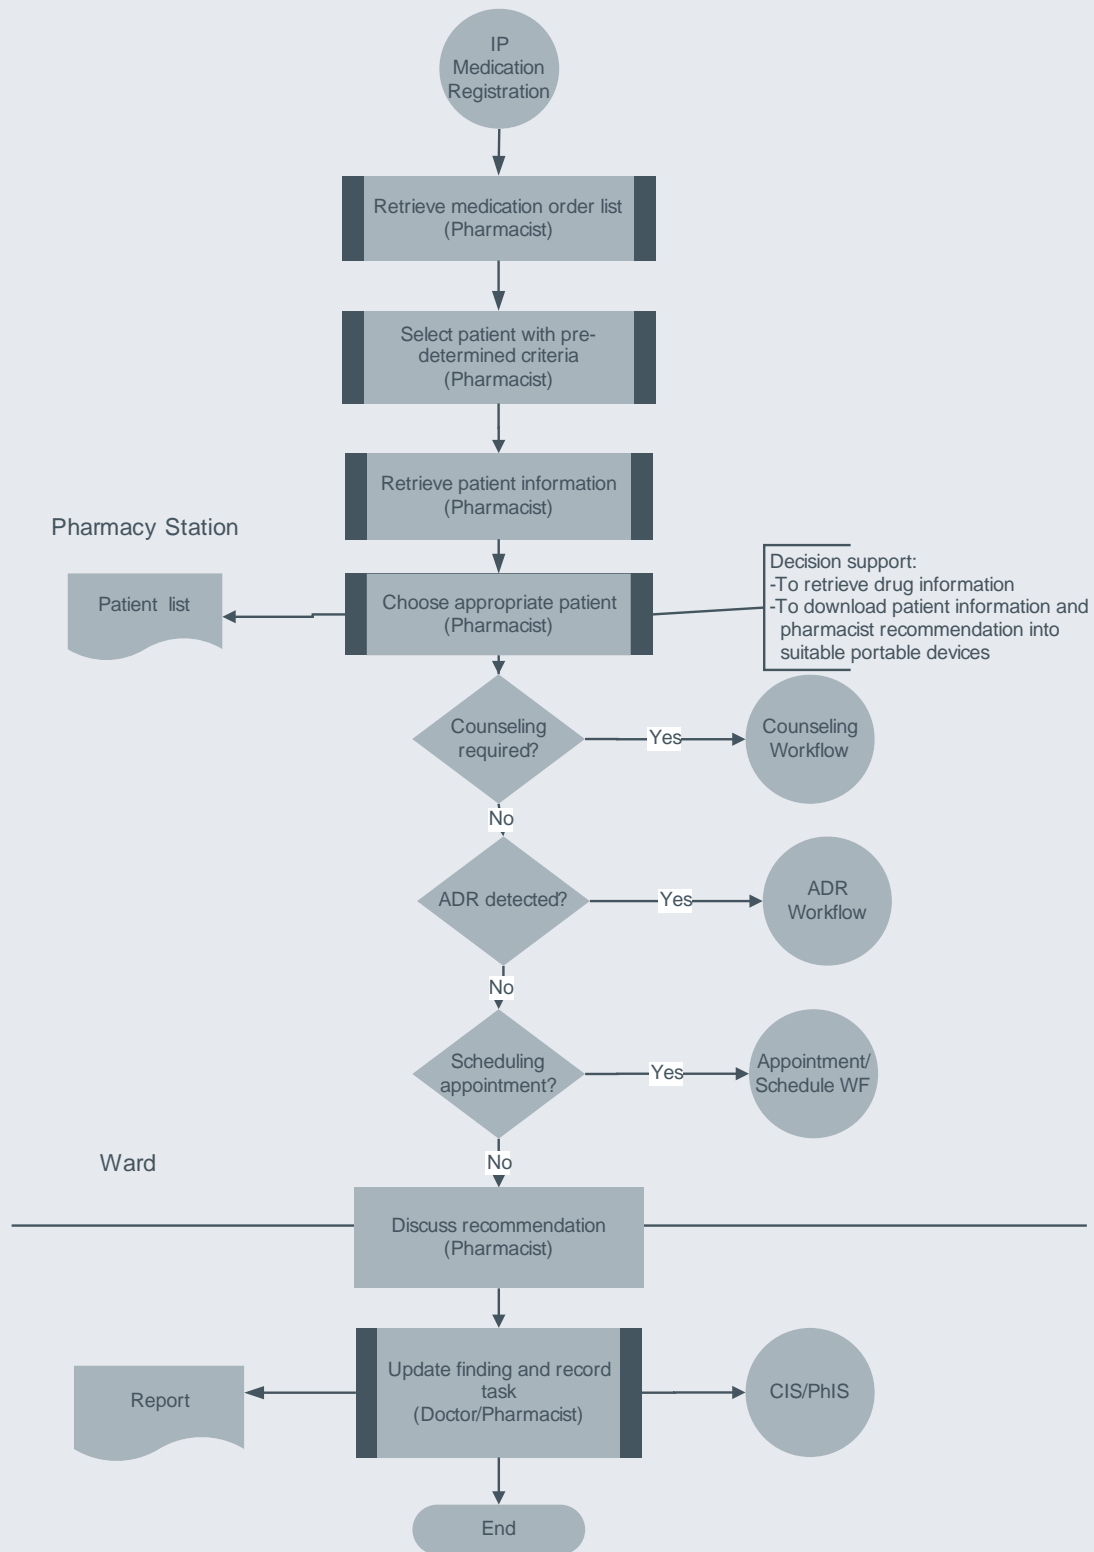 IP
Medication
Registration
Retrieve medication order list
(Pharmacist)
Select patient with pre-
determined criteria
(Pharmacist)
Retrieve patient information
(Pharmacist)
Pharmacy Station
Patient list
Choose appropriate patient
(Pharmacist)
Decision support:
-To retrieve drug information
-To download patient information and
pharmacist recommendation into
suitable portable devices
Counseling
required?
Yes
Counseling
Workflow
No
ADR detected?
Yes
ADR
Workflow
No
Scheduling
appointment?
Yes
Appointment/
Schedule WF
No
Ward
Discuss recommendation
(Pharmacist)
Report
Update finding and record
task
(Doctor/Pharmacist)
CIS/PhIS
End